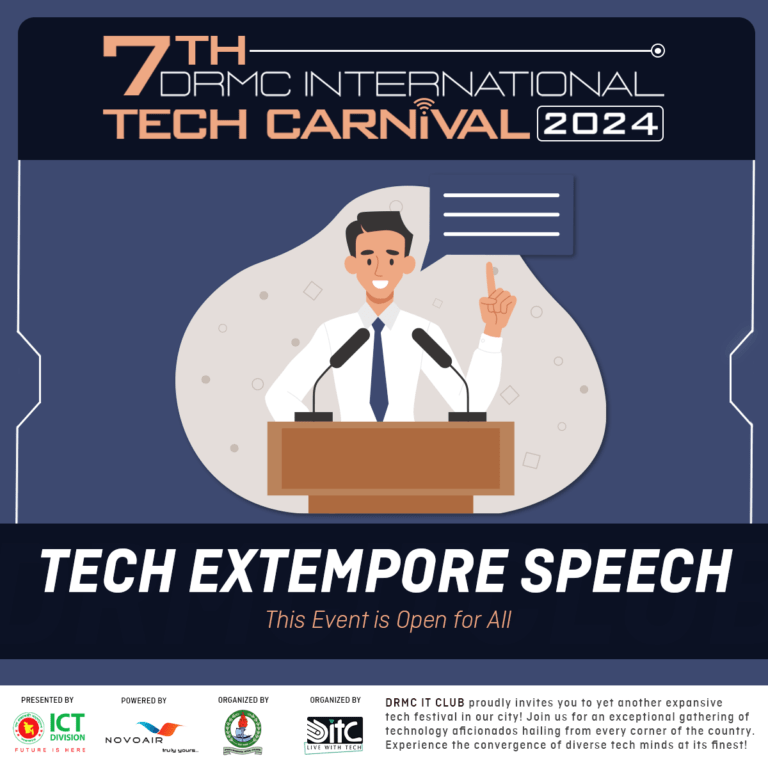 7TH
DRMC INTERNATIONAL
TECH CARNIVAL 2024
TECH EXTEMPORE SPEECH
This Event is Open for All
PRESENTED BY
ICT
DIVISION
FUTURE IS HERE
POWERED BY
NOVOAIR
truly yours...
ORGANIZED BY
ORGANIZED BY
DITC
LIVE WITH TECH
DRMC IT CLUB proudly invites you to yet another expansive
tech festival in our city! Join us for an exceptional gathering of
technology aficionados hailing from every corner of the country.
Experience the convergence of diverse tech minds at its finest!